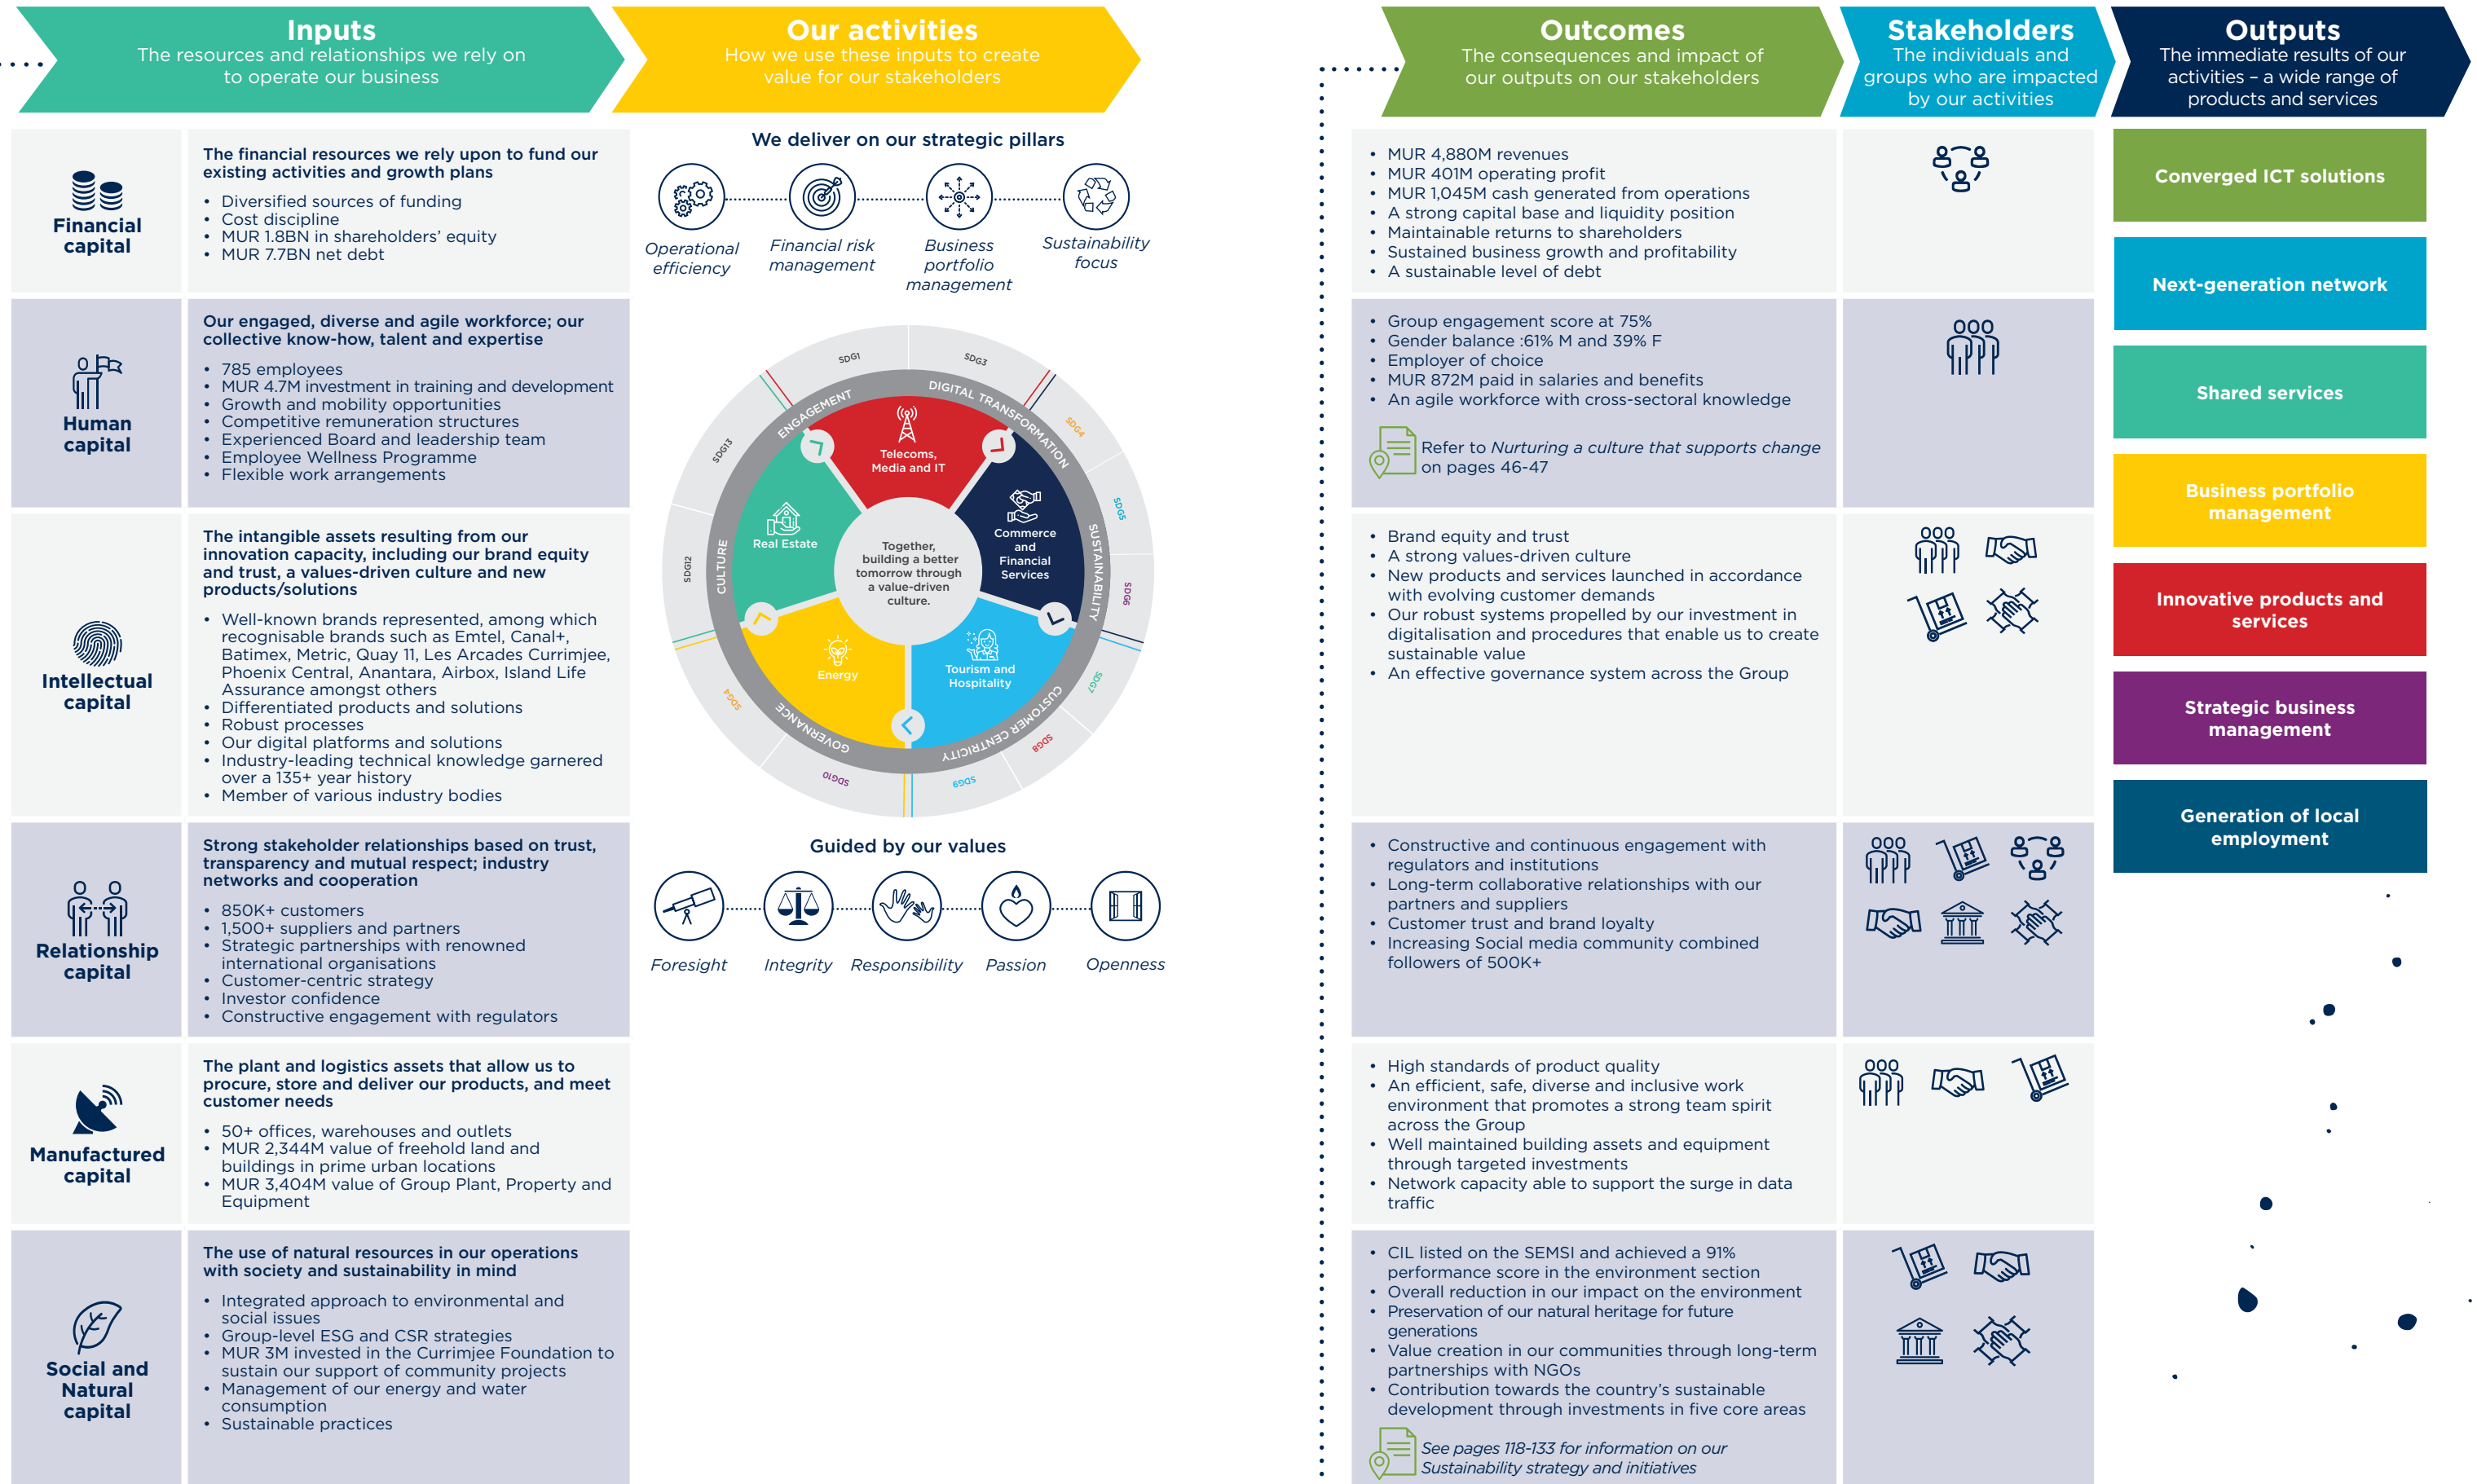 Inputs
The resources and relationships we rely on
to operate our business
Our activities
How we use these inputs to create
value for our stakeholders
Outcomes
The consequences and impact of
our outputs on our stakeholders
Stakeholders
The individuals and
groups who are impacted
by our activities
Outputs
The immediate results of our
activities – a wide range of
products and services
Financial
capital
The financial resources we rely upon to fund our
existing activities and growth plans
• Diversified sources of funding
• Cost discipline
• MUR 1.8BN in shareholders' equity
• MUR 7.7BN net debt
Human
capital
Our engaged, diverse and agile workforce; our
collective know-how, talent and expertise
• 785 employees
• MUR 4.7M investment in training and development
• Growth and mobility opportunities
• Competitive remuneration structures
• Experienced Board and leadership team
• Employee Wellness Programme
• Flexible work arrangements
Intellectual
capital
The intangible assets resulting from our
innovation capacity, including our brand equity
and trust, a values-driven culture and new
products/solutions
• Well-known brands represented, among which
recognisable brands such as Emtel, Canal+,
Batimex, Metric, Quay 11, Les Arcades Currimjee,
Phoenix Central, Anantara, Airbox, Island Life
Assurance amongst others
• Differentiated products and solutions
• Robust processes
• Our digital platforms and solutions
• Industry-leading technical knowledge garnered
over a 135+ year history
• Member of various industry bodies
Relationship
capital
Strong stakeholder relationships based on trust,
transparency and mutual respect; industry
networks and cooperation
• 850K+ customers
• 1,500+ suppliers and partners
• Strategic partnerships with renowned
international organisations
• Customer-centric strategy
• Investor confidence
• Constructive engagement with regulators
Manufactured
capital
The plant and logistics assets that allow us to
procure, store and deliver our products, and meet
customer needs
• 50+ offices, warehouses and outlets
• MUR 2,344M value of freehold land and
buildings in prime urban locations
• MUR 3,404M value of Group Plant, Property and
Equipment
Social and
Natural
capital
The use of natural resources in our operations
with society and sustainability in mind
• Integrated approach to environmental and
social issues
• Group-level ESG and CSR strategies
• MUR 3M invested in the Currimjee Foundation to
sustain our support of community projects
• Management of our energy and water
consumption
• Sustainable practices
We deliver on our strategic pillars
Operational
efficiency
Financial risk
management
Business
portfolio
management
Sustainability
focus
SDG1
SDG3
SDG4
SDG5
SDG6
SDG7
SDG8
SDG9
SDG10
SDG4
SDG12
SDG13
ENGAGEMENT
DIGITAL TRANSFORMATION
SUSTAINABILITY
CUSTOMER CENTRICITY
GOVERNANCE
CULTURE
Telecoms,
Media and IT
Commerce
and
Financial
Services
Tourism and
Hospitality
Energy
Real Estate
Together,
building a better
tomorrow through
a value-driven
culture.
Guided by our values
Foresight
Integrity
Responsibility
Passion
Openness
• MUR 4,880M revenues
• MUR 401M operating profit
• MUR 1,045M cash generated from operations
• A strong capital base and liquidity position
• Maintainable returns to shareholders
• Sustained business growth and profitability
• A sustainable level of debt
• Group engagement score at 75%
• Gender balance :61% M and 39% F
• Employer of choice
• MUR 872M paid in salaries and benefits
• An agile workforce with cross-sectoral knowledge
Refer to Nurturing a culture that supports change
on pages 46-47
• Brand equity and trust
• A strong values-driven culture
• New products and services launched in accordance
with evolving customer demands
• Our robust systems propelled by our investment in
digitalisation and procedures that enable us to create
sustainable value
• An effective governance system across the Group
• Constructive and continuous engagement with
regulators and institutions
• Long-term collaborative relationships with our
partners and suppliers
• Customer trust and brand loyalty
• Increasing Social media community combined
followers of 500K+
• High standards of product quality
• An efficient, safe, diverse and inclusive work
environment that promotes a strong team spirit
across the Group
• Well maintained building assets and equipment
through targeted investments
• Network capacity able to support the surge in data
traffic
• CIL listed on the SEMSI and achieved a 91%
performance score in the environment section
• Overall reduction in our impact on the environment
• Preservation of our natural heritage for future
generations
• Value creation in our communities through long-term
partnerships with NGOs
• Contribution towards the country's sustainable
development through investments in five core areas
See pages 118-133 for information on our
Sustainability strategy and initiatives
Converged ICT solutions
Next-generation network
Shared services
Business portfolio
management
Innovative products and
services
Strategic business
management
Generation of local
employment